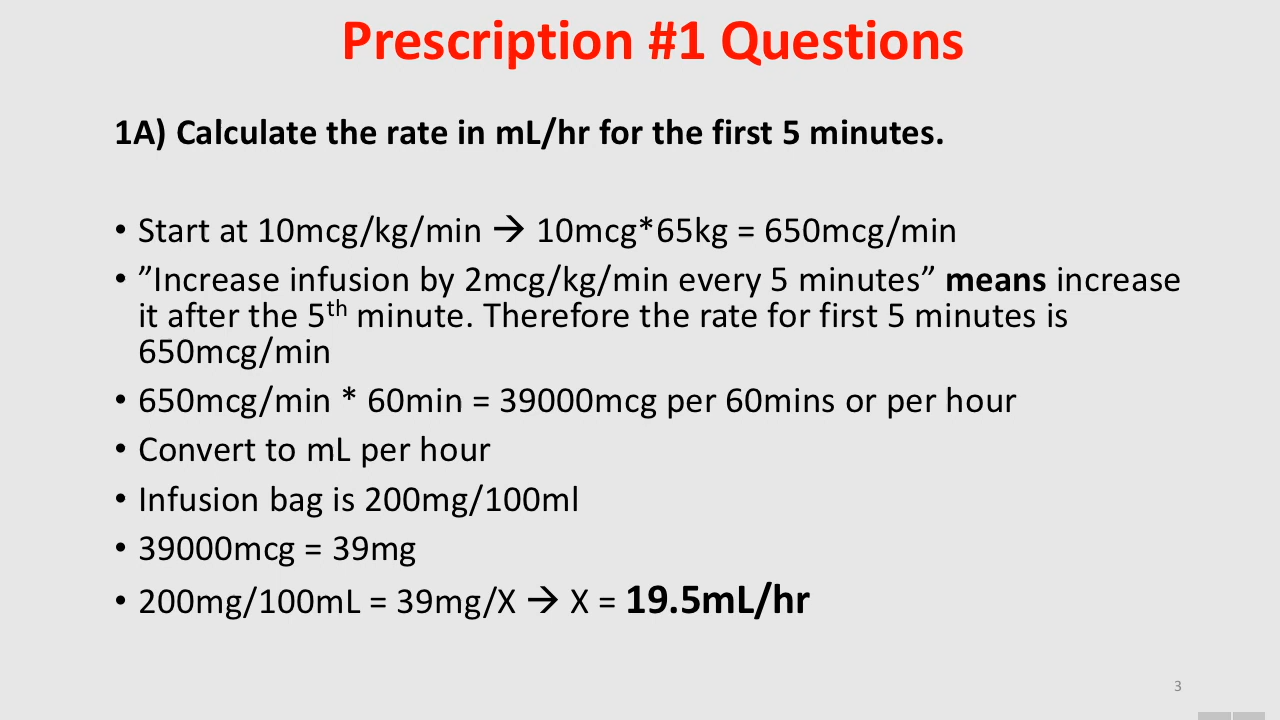 Prescription #1 Questions
1A) Calculate the rate in mL/hr for the first 5 minutes.
• Start at 10mcg/kg/min → 10mcg*65kg = 650mcg/min
• ”Increase infusion by 2mcg/kg/min every 5 minutes” means increase
it after the 5th minute. Therefore the rate for first 5 minutes is
650mcg/min
• 650mcg/min * 60min = 39000mcg per 60mins or per hour
• Convert to mL per hour
• Infusion bag is 200mg/100ml
• 39000mcg = 39mg
• 200mg/100mL = 39mg/X → X = 19.5mL/hr
3